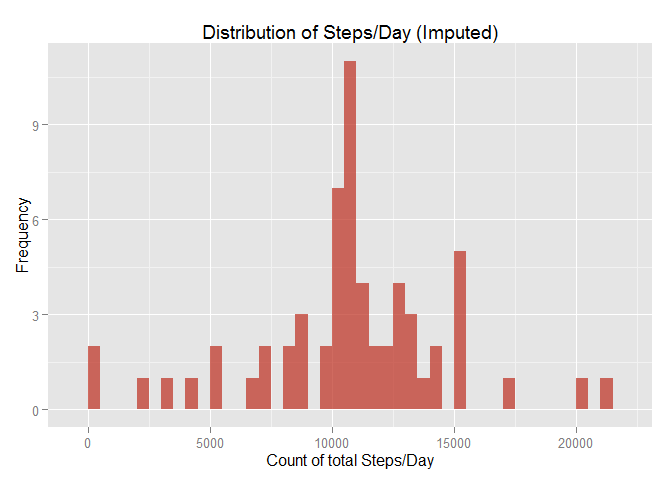 Distribution of Steps/Day (Imputed)
9
6
3
0
Frequency
0 5000 10000 15000 20000
Count of total Steps/Day